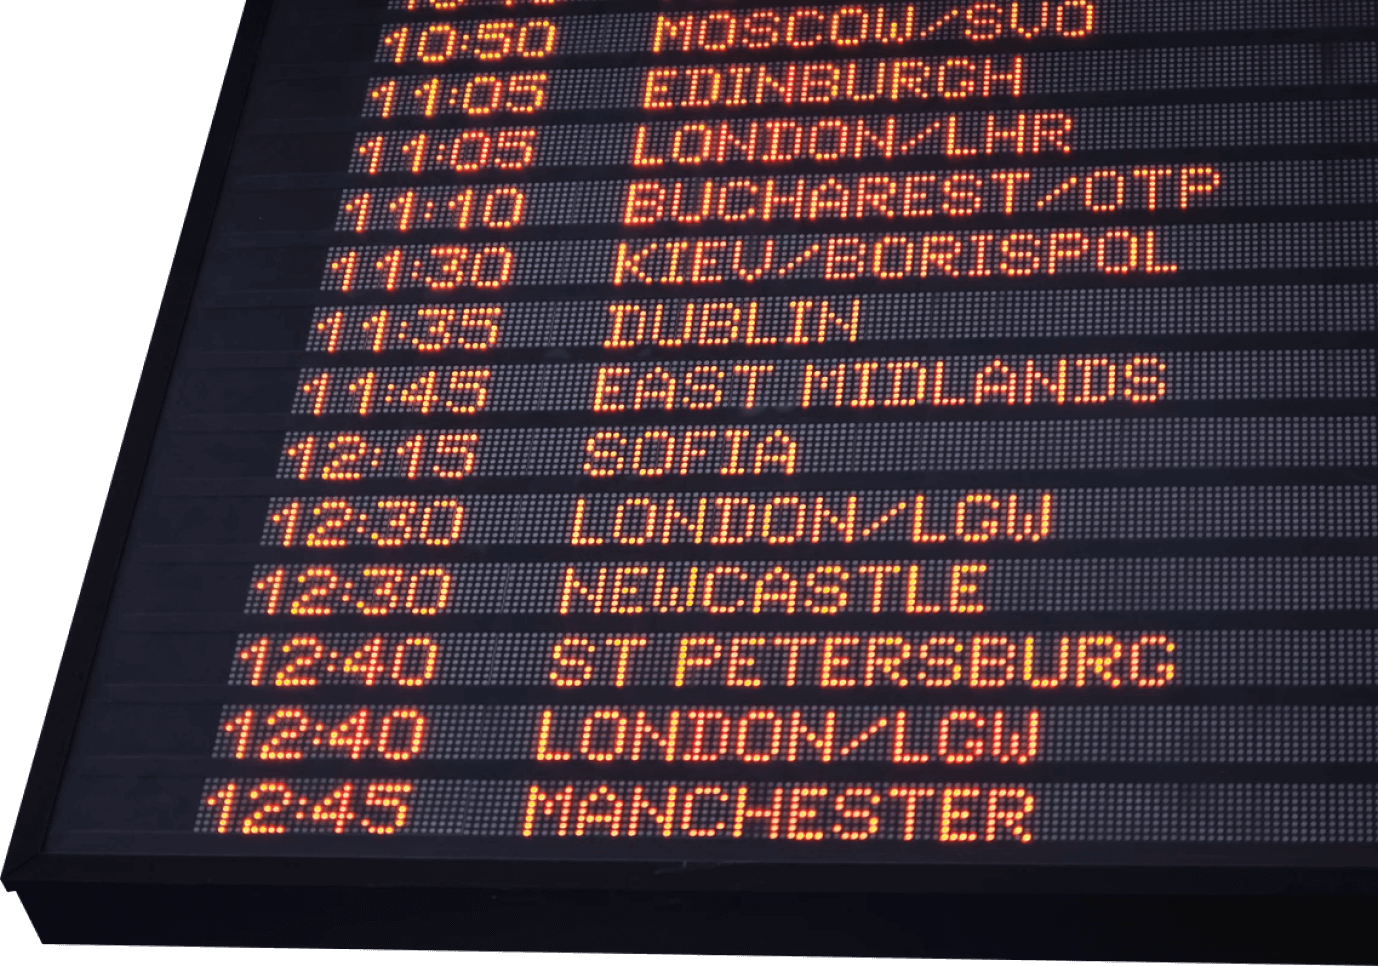 10:50 MOSCOW/SVO
11:05 EDINBURGH
11:05 LONDON/LHR
11:10 BUCHAREST/OTP
11:30 KIEV/BORISPOL
11:35 DUBLIN
11:45 EAST MIDLANDS
12:15 SOFIA
12:30 LONDON/LGW
12:30 NEWCASTLE
12:40 ST PETERSBURG
12:40 LONDON/LGW
12:45 MANCHESTER